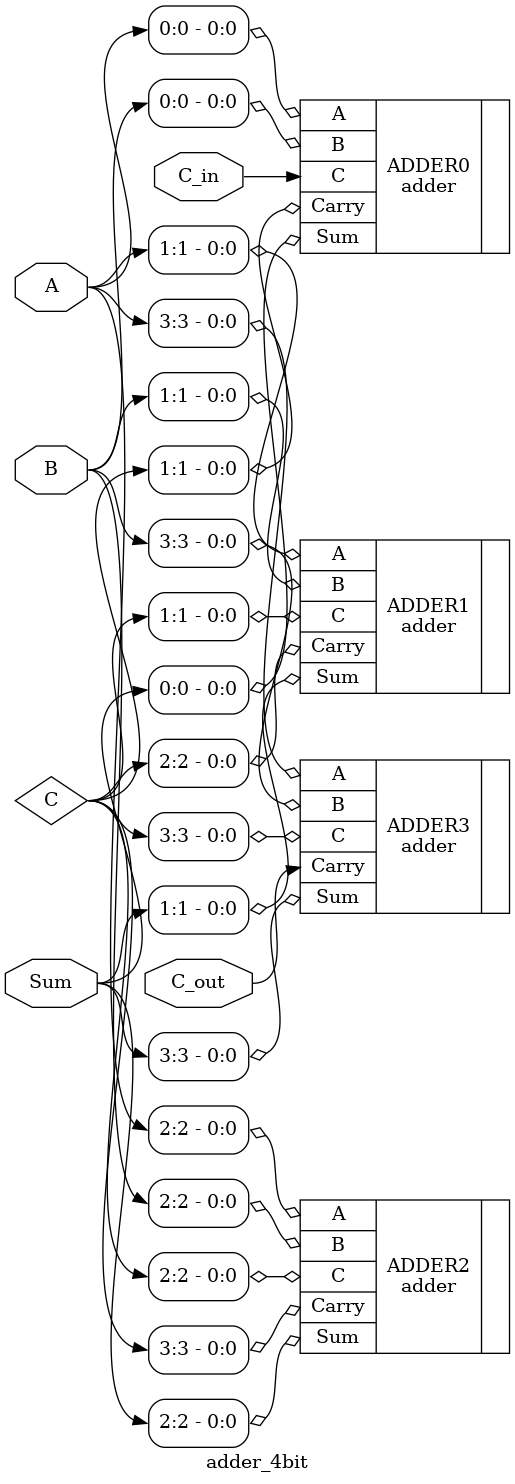 0:0 - 0:0
0:0 - 0:0
C_in
A
B
C
Carry
Sum
ADDER0
adder
1:1 - 0:0
A
3:3 - 0:0
1:1 - 0:0
B
1:1 - 0:0
3:3 - 0:0
1:1 - 0:0
0:0 - 0:0
A
B
C
Carry
Sum
ADDER1
adder
2:2 - 0:0
C
3:3 - 0:0
1:1 - 0:0
A
B
C
Carry
Sum
ADDER3
adder
Sum
C_out
3:3 - 0:0
2:2 - 0:0
2:2 - 0:0
2:2 - 0:0
3:3 - 0:0
2:2 - 0:0
A
B
C
Carry
Sum
ADDER2
adder
adder_4bit